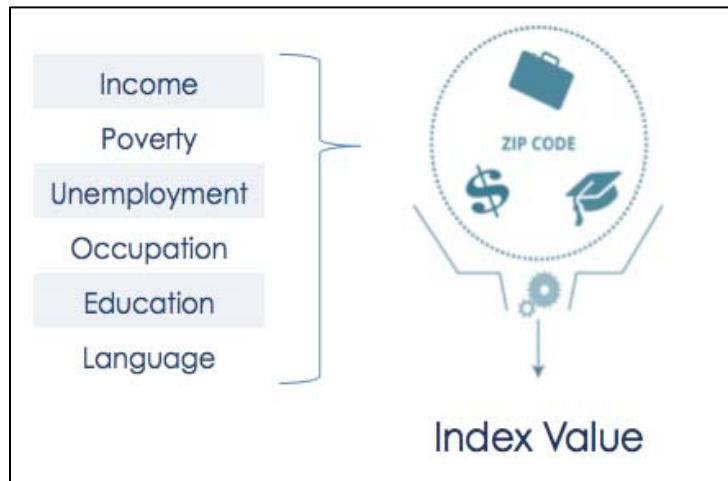 Income
Poverty
Unemployment
Occupation
Education
Language
ZIP CODE
$
Index Value